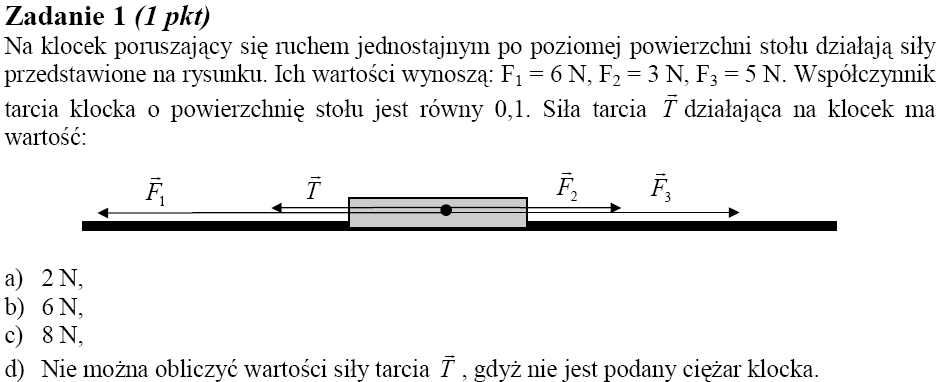 Zadanie 1 (1 pkt)
Na klocek poruszający się ruchem jednostajnym po poziomej powierzchni stołu działają siły
przedstawione na rysunku. Ich wartości wynoszą: F₁ = 6 N, F₂ = 3 N, F₃ = 5 N. Współczynnik
tarcia klocka o powierzchnię stołu jest równy 0,1. Siła tarcia T⃗ działająca na klocek ma
wartość:
F⃗₁ T⃗ F⃗₂ F⃗₃
a) 2 N,
b) 6 N,
c) 8 N,
d) Nie można obliczyć wartości siły tarcia T⃗ , gdyż nie jest podany ciężar klocka.